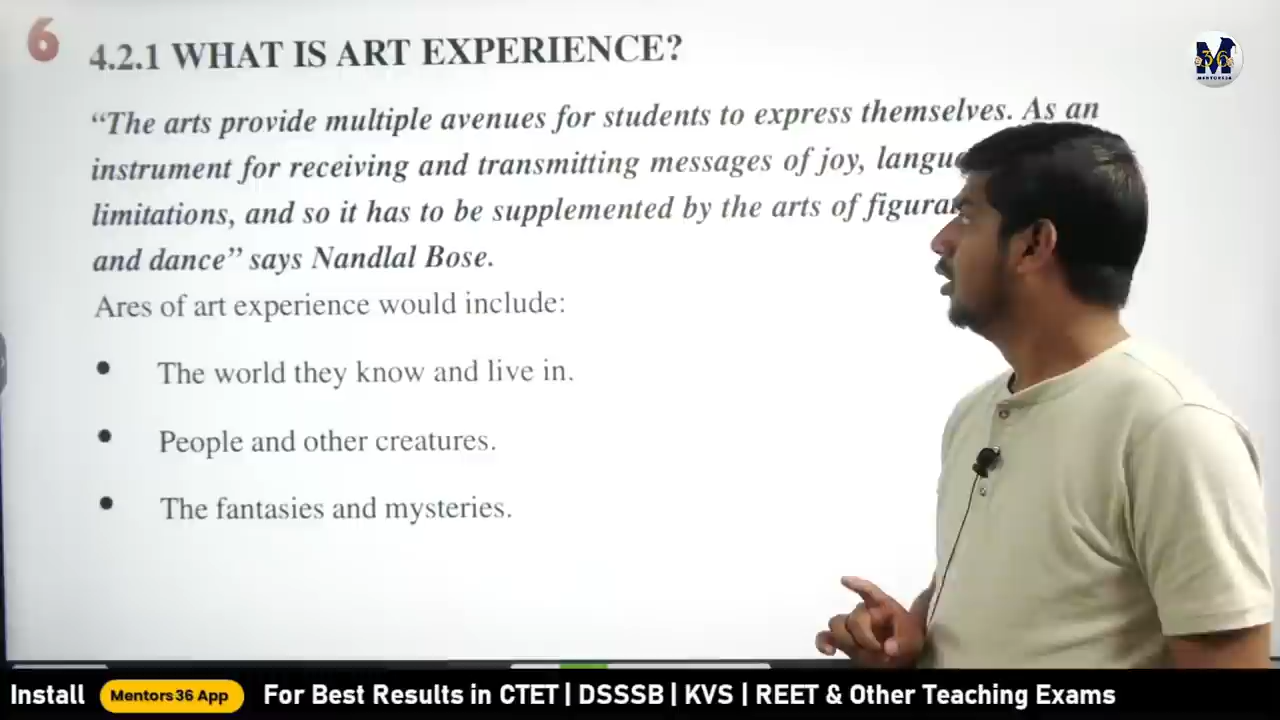 6
4.2.1 WHAT IS ART EXPERIENCE?
“The arts provide multiple avenues for students to express themselves. As an
instrument for receiving and transmitting messages of joy,
limitations, and so it has to be supplemented by the arts of
and dance” says Nandlal Bose.
Ares of art experience would include:
• The world they know and live in.
• People and other creatures.
• The fantasies and mysteries.
M
36
MENTORS36
Install Mentors36 App For Best Results in CTET | DSSSB | KVS | REET & Other Teaching Exams